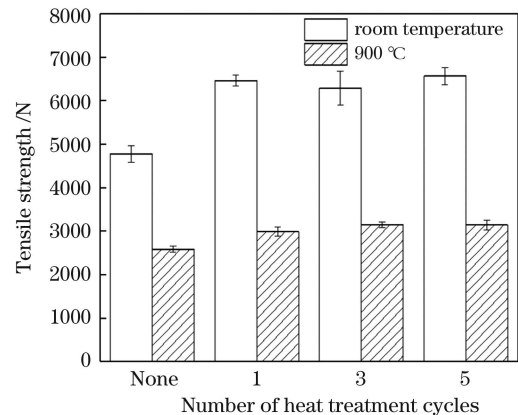 8000
7000
6000
5000
4000
3000
2000
1000
0
Tensile strength /N
room temperature
900 ℃
None 1 3 5
Number of heat treatment cycles